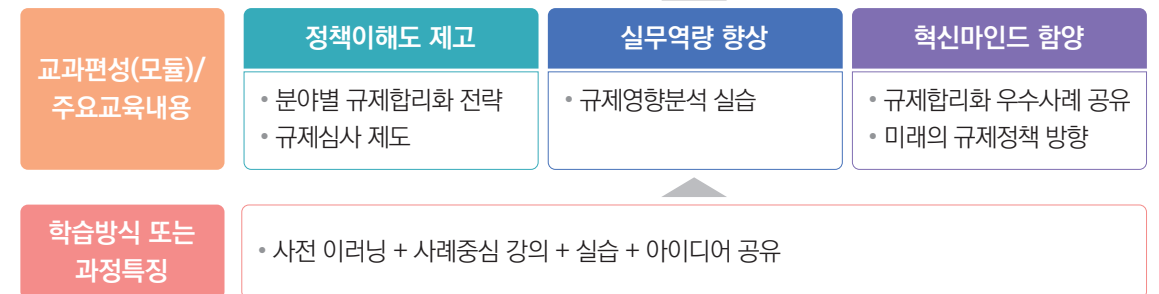 교과편성(모듈)/
주요교육내용
정책이해도 제고
• 분야별 규제합리화 전략
• 규제심사 제도
실무역량 향상
• 규제영향분석 실습
혁신마인드 함양
• 규제합리화 우수사례 공유
• 미래의 규제정책 방향
학습방식 또는
과정특징
• 사전 이러닝 + 사례중심 강의 + 실습 + 아이디어 공유